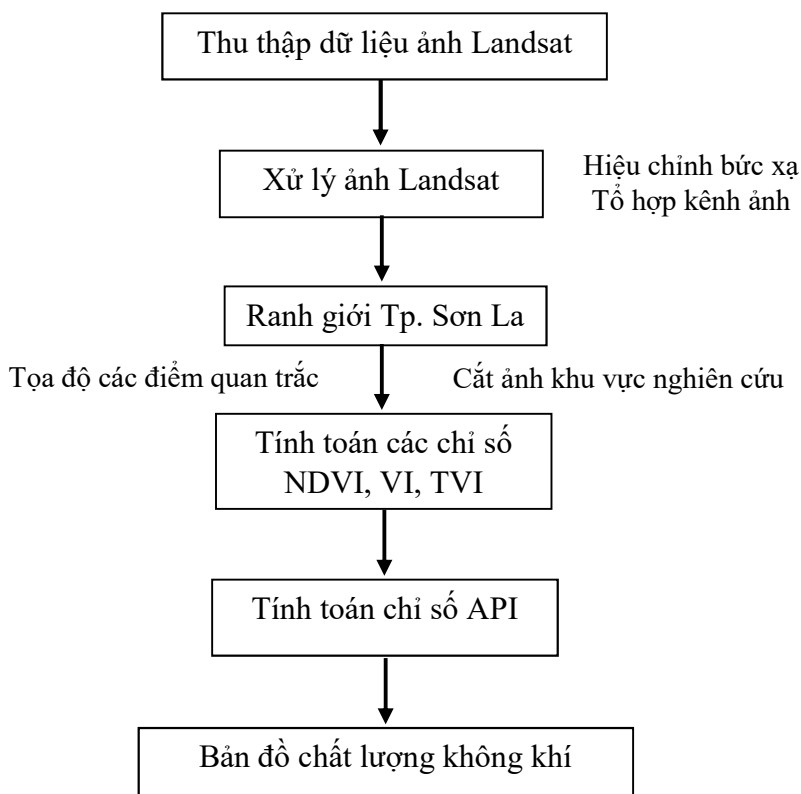 Thu thập dữ liệu ảnh Landsat
Xử lý ảnh Landsat
Hiệu chỉnh bức xạ
Tổ hợp kênh ảnh
Ranh giới Tp. Sơn La
Tọa độ các điểm quan trắc
Cắt ảnh khu vực nghiên cứu
Tính toán các chỉ số
NDVI, VI, TVI
Tính toán chỉ số API
Bản đồ chất lượng không khí